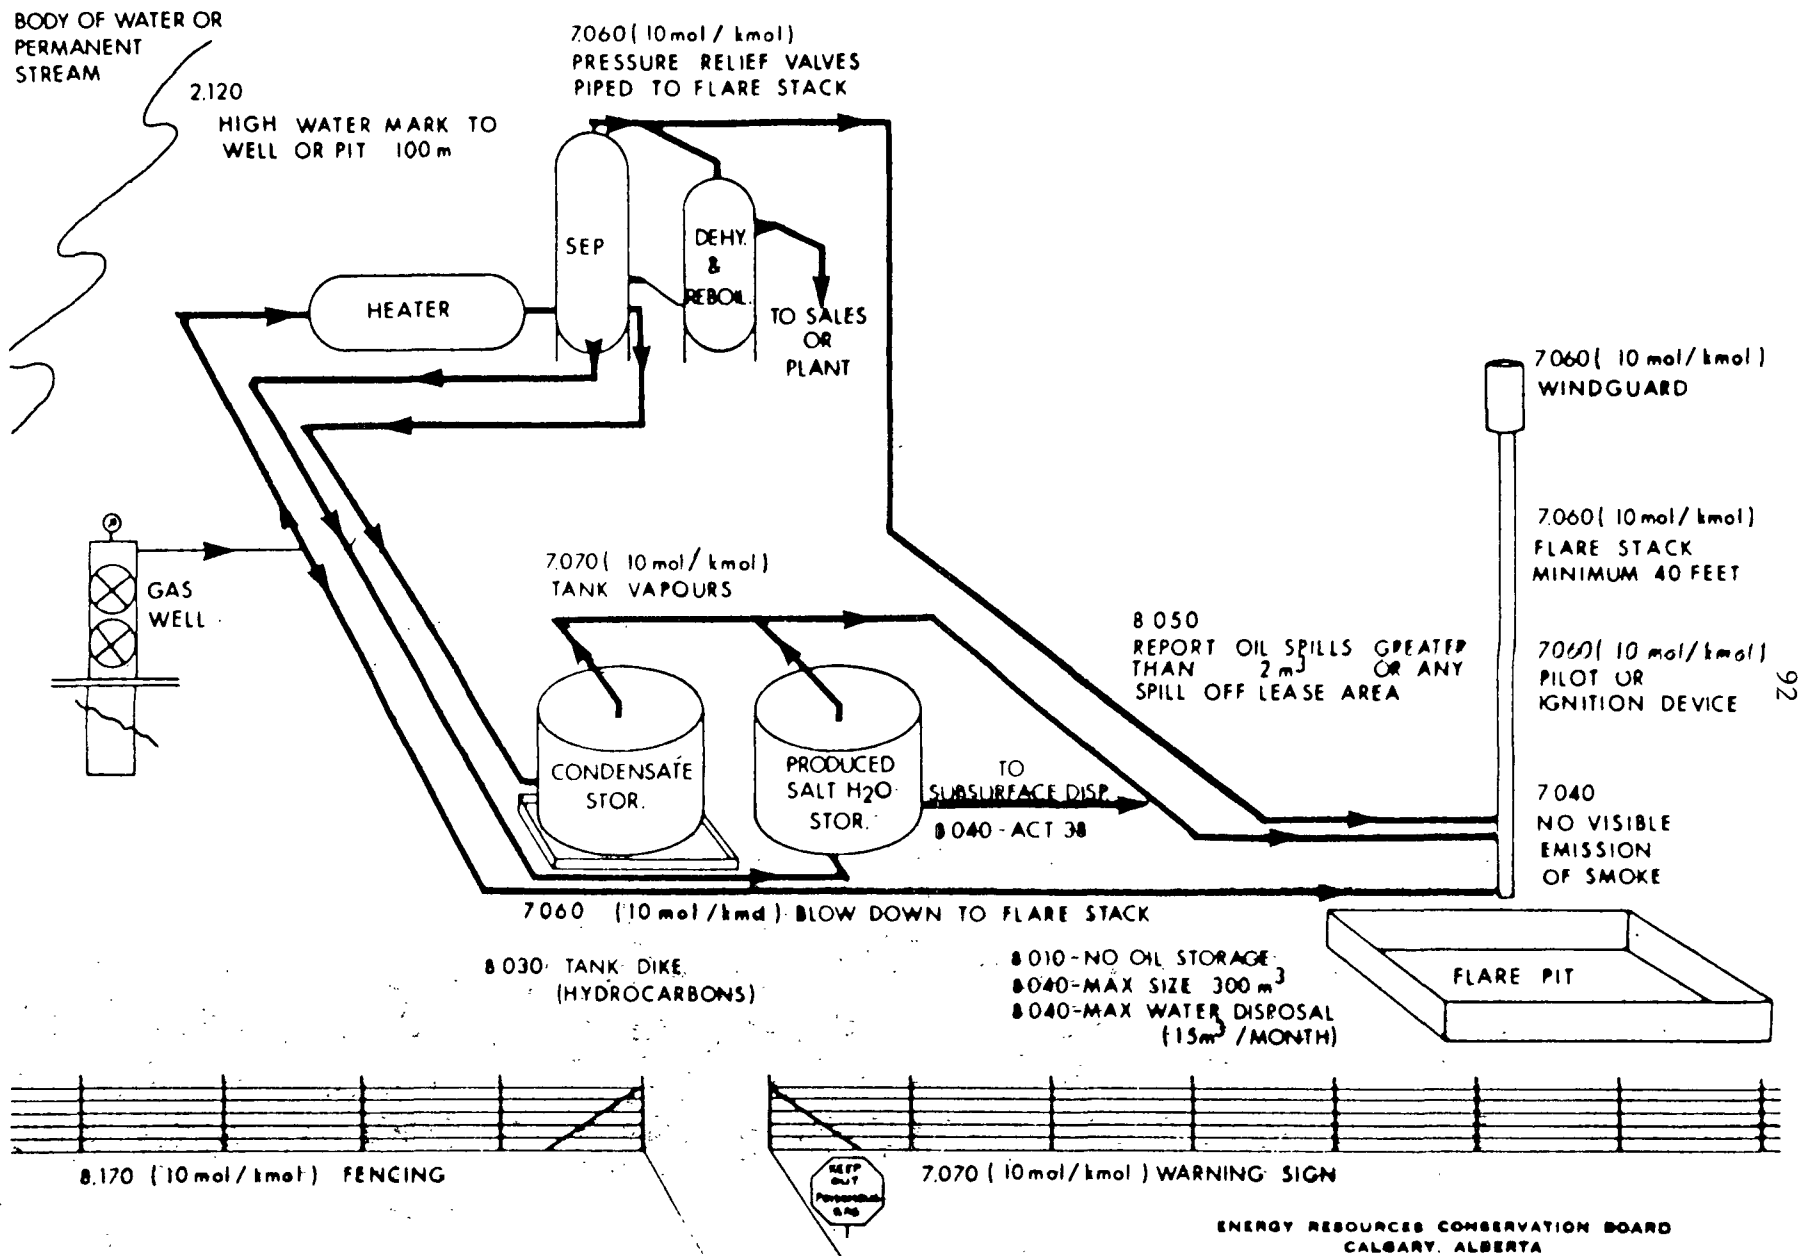 BODY OF WATER OR
PERMANENT
STREAM
2.120
HIGH WATER MARK TO
WELL OR PIT 100m
7.060 (10 mol / kmol)
PRESSURE RELIEF VALVES
PIPED TO FLARE STACK
SEP
DEHY.
&
REBOIL.
HEATER
TO SALES
OR
PLANT
GAS
WELL
7.070 (10 mol / kmol)
TANK VAPOURS
CONDENSATE
STOR.
PRODUCED
SALT H2O
STOR.
TO
SUBSURFACE DISP.
8 040 - ACT 38
8 050
REPORT OIL SPILLS GREATER
THAN 2 m³ OR ANY
SPILL OFF LEASE AREA
7.060 (10 mol / kmol)
WINDGUARD
7.060 (10 mol / kmol)
FLARE STACK
MINIMUM 40 FEET
7.060 (10 mol / kmol)
PILOT OR
IGNITION DEVICE
92
7 040
NO VISIBLE
EMISSION
OF SMOKE
7 060 (10 mol / kmol) BLOW DOWN TO FLARE STACK
8 030 TANK DIKE
(HYDROCARBONS)
8 010-NO OIL STORAGE
8 040-MAX SIZE 300 m³
8 040-MAX WATER DISPOSAL
(15m³ /MONTH)
FLARE PIT
8.170 (10 mol / kmol) FENCING
7.070 (10 mol / kmol) WARNING SIGN
KEEP
OUT
Poisonous
GAS
ENERGY RESOURCES CONSERVATION BOARD
CALGARY, ALBERTA